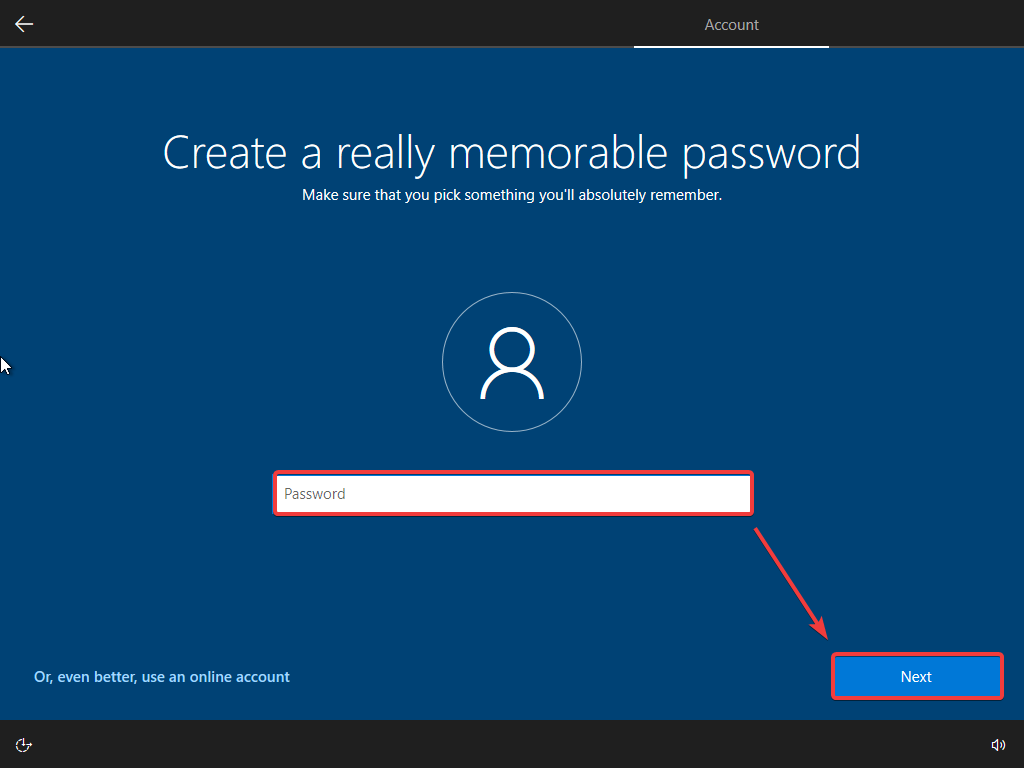 Account
Create a really memorable password
Make sure that you pick something you'll absolutely remember.
Password
Or, even better, use an online account
Next